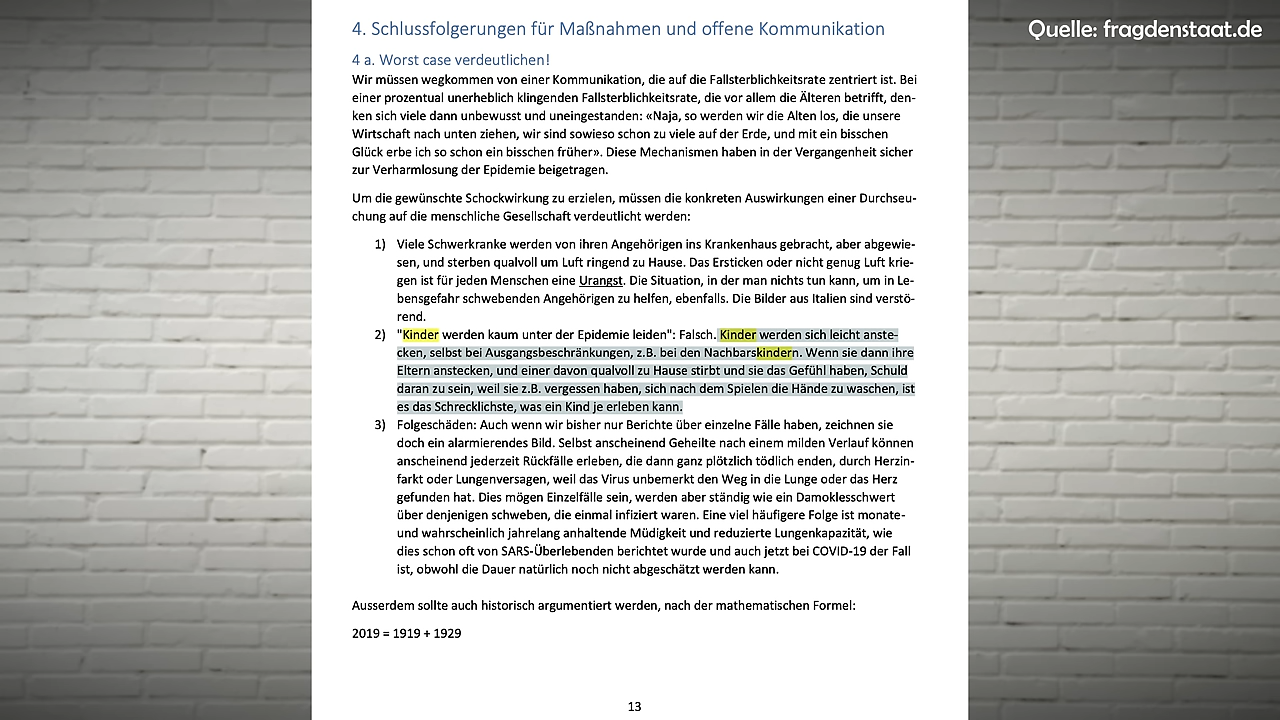 Quelle: fragdenstaat.de
4. Schlussfolgerungen für Maßnahmen und offene Kommunikation
4 a. Worst case verdeutlichen!
Wir müssen wegkommen von einer Kommunikation, die auf die Fallsterblichkeitsrate zentriert ist. Bei
einer prozentual unerheblich klingenden Fallsterblichkeitsrate, die vor allem die Älteren betrifft, den-
ken sich viele dann unbewusst und uneingestanden: «Naja, so werden wir die Alten los, die unsere
Wirtschaft nach unten ziehen, wir sind sowieso schon zu viele auf der Erde, und mit ein bisschen
Glück erbe ich so schon ein bisschen früher». Diese Mechanismen haben in der Vergangenheit sicher
zur Verharmlosung der Epidemie beigetragen.
Um die gewünschte Schockwirkung zu erzielen, müssen die konkreten Auswirkungen einer Durchseu-
chung auf die menschliche Gesellschaft verdeutlicht werden:
1) Viele Schwerkranke werden von ihren Angehörigen ins Krankenhaus gebracht, aber abgewie-
sen, und sterben qualvoll um Luft ringend zu Hause. Das Ersticken oder nicht genug Luft krie-
gen ist für jeden Menschen eine Urangst. Die Situation, in der man nichts tun kann, um in Le-
bensgefahr schwebenden Angehörigen zu helfen, ebenfalls. Die Bilder aus Italien sind verstö-
rend.
2) "Kinder werden kaum unter der Epidemie leiden": Falsch. Kinder werden sich leicht anste-
cken, selbst bei Ausgangsbeschränkungen, z.B. bei den Nachbarskindern. Wenn sie dann ihre
Eltern anstecken, und einer davon qualvoll zu Hause stirbt und sie das Gefühl haben, Schuld
daran zu sein, weil sie z.B. vergessen haben, sich nach dem Spielen die Hände zu waschen, ist
es das Schrecklichste, was ein Kind je erleben kann.
3) Folgeschäden: Auch wenn wir bisher nur Berichte über einzelne Fälle haben, zeichnen sie
doch ein alarmierendes Bild. Selbst anscheinend Geheilte nach einem milden Verlauf können
anscheinend jederzeit Rückfälle erleben, die dann ganz plötzlich tödlich enden, durch Herzin-
farkt oder Lungenversagen, weil das Virus unbemerkt den Weg in die Lunge oder das Herz
gefunden hat. Dies mögen Einzelfälle sein, werden aber ständig wie ein Damoklesschwert
über denjenigen schweben, die einmal infiziert waren. Eine viel häufigere Folge ist monate-
und wahrscheinlich jahrelang anhaltende Müdigkeit und reduzierte Lungenkapazität, wie
dies schon oft von SARS-Überlebenden berichtet wurde und auch jetzt bei COVID-19 der Fall
ist, obwohl die Dauer natürlich noch nicht abgeschätzt werden kann.
Ausserdem sollte auch historisch argumentiert werden, nach der mathematischen Formel:
2019 = 1919 + 1929
13